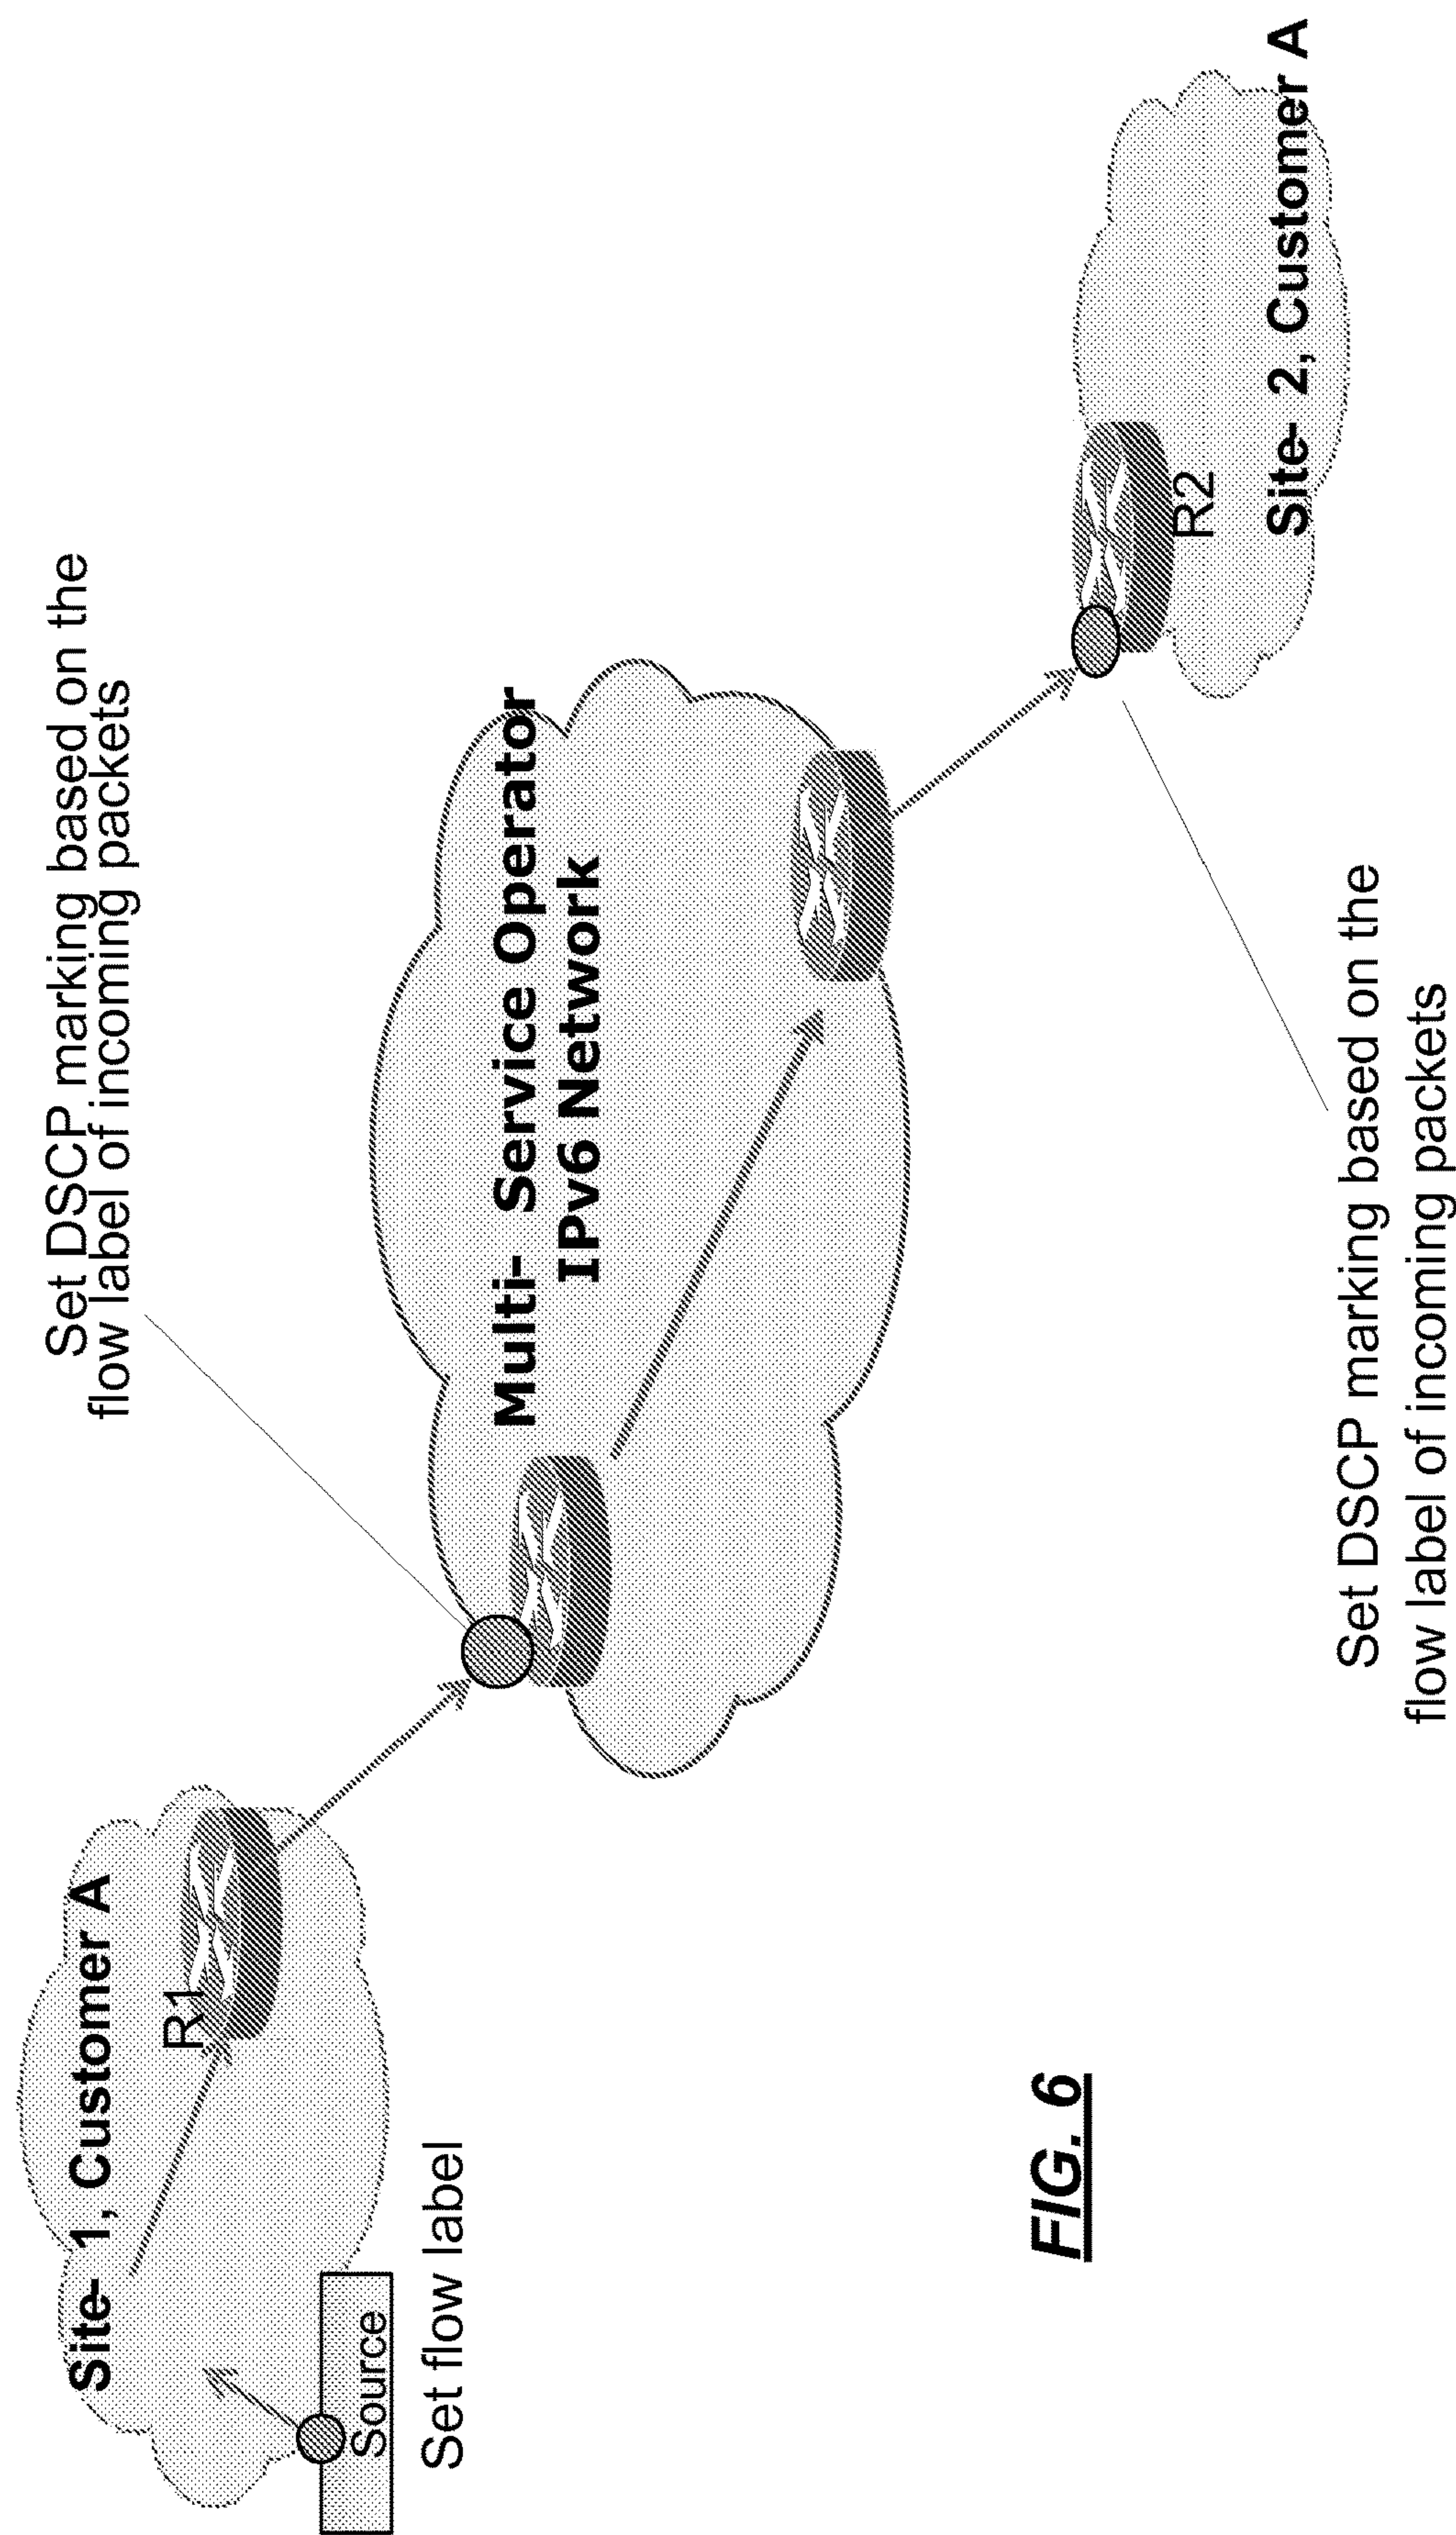 Set DSCP marking based on the
flow label of incoming packets
Site- 1, Customer A
R1
Source
Set flow label
Multi- Service Operator
IPv6 Network
R2
Site- 2, Customer A
Set DSCP marking based on the
flow label of incoming packets
FIG. 6